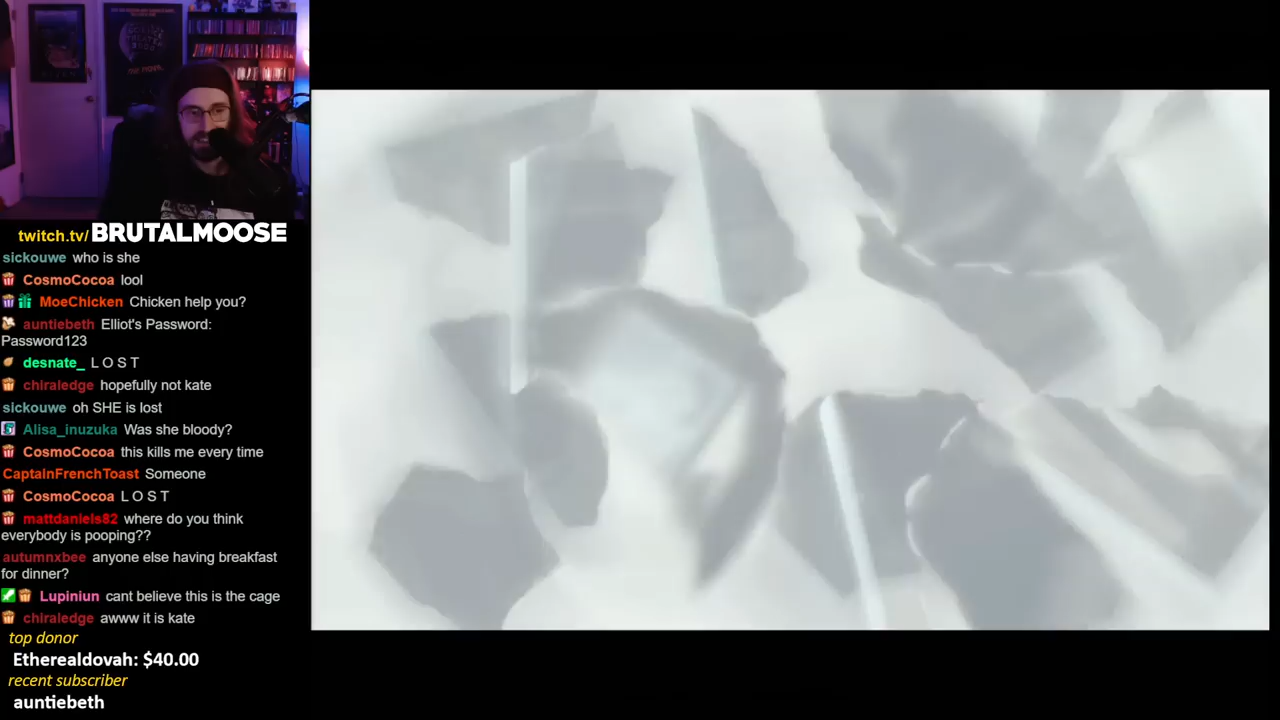 twitch.tv/BRUTALMOOSE
sickouwe who is she
CosmoCocoa lool
MoeChicken Chicken help you?
auntiebeth Elliot's Password:
Password123
desnate_ L O S T
chiraledge hopefully not kate
sickouwe oh SHE is lost
Alisa_inuzuka Was she bloody?
CosmoCocoa this kills me every time
CaptainFrenchToast Someone
CosmoCocoa L O S T
mattdaniels82 where do you think
everybody is pooping??
autumnxbee anyone else having breakfast
for dinner?
Lupiniun cant believe this is the cage
chiraledge awww it is kate
top donor
Etherealdovah: $40.00
recent subscriber
auntiebeth